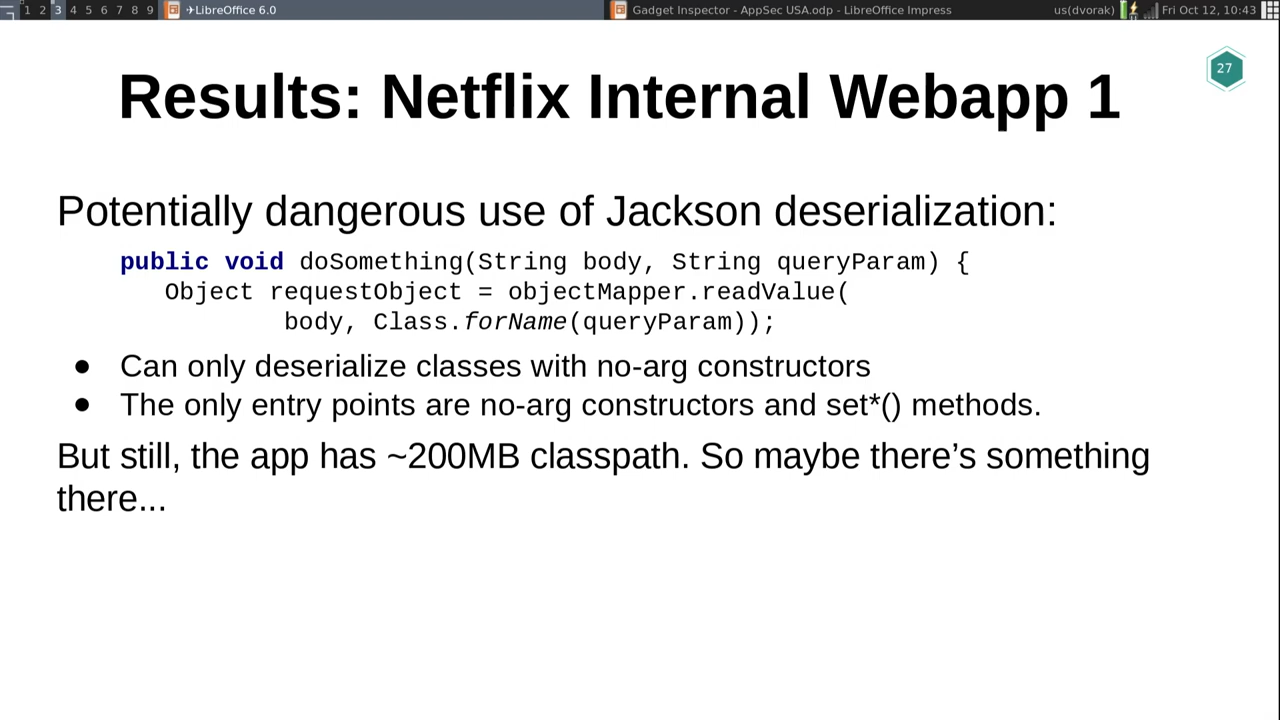 1 2 3 4 5 6 7 8 9 ✈LibreOffice 6.0 Gadget Inspector - AppSec USA.odp - LibreOffice Impress us(dvorak) Fri Oct 12, 10:43
27
Results: Netflix Internal Webapp 1
Potentially dangerous use of Jackson deserialization:
public void doSomething(String body, String queryParam) {
Object requestObject = objectMapper.readValue(
body, Class.forName(queryParam));
● Can only deserialize classes with no-arg constructors
● The only entry points are no-arg constructors and set*() methods.
But still, the app has ~200MB classpath. So maybe there’s something
there...